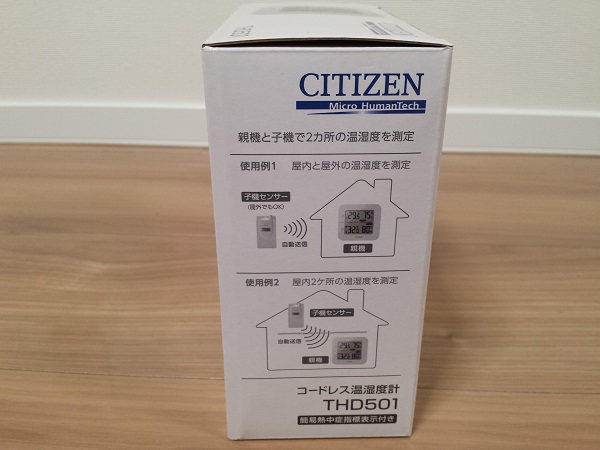 CITIZEN
Micro HumanTech
親機と子機で2カ所の温湿度を測定
使用例1 屋内と屋外の温湿度を測定
子機センサー
(屋外でもOK)
自動送信
親機
使用例2 屋内2ケ所の温湿度を測定
子機センサー
自動送信
親機
コードレス温湿度計
THD501
簡易熱中症指標表示付き